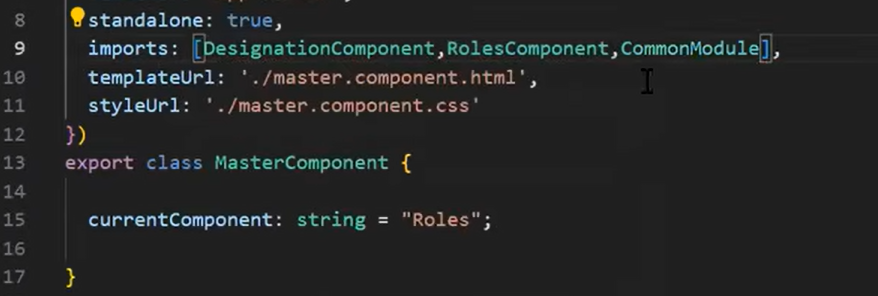 8 standalone: true,
9 imports: [DesignationComponent,RolesComponent,CommonModule],
10 templateUrl: './master.component.html',
11 styleUrl: './master.component.css'
12 })
13 export class MasterComponent {
14
15 currentComponent: string = "Roles";
16
17 }